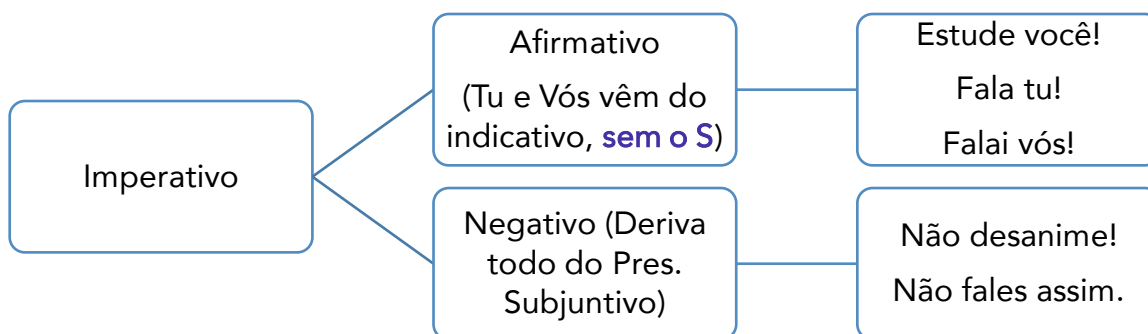 Imperativo
Afirmativo
(Tu e Vós vêm do
indicativo, sem o S)
Estude você!
Fala tu!
Falai vós!
Negativo (Deriva
todo do Pres.
Subjuntivo)
Não desanime!
Não fales assim.